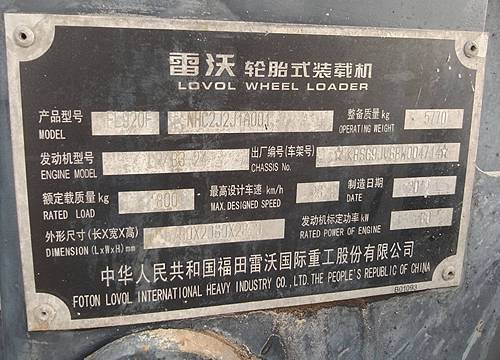 雷沃 轮胎式装载机
LOVOL WHEEL LOADER
产品型号 FL920F 整备质量 kg 5770
MODEL OPERATING WEIGHT
发动机型号 出厂编号(车架号)
ENGINE MODEL CHASSIS No.
额定载质量 kg 最高设计车速 km/h 制造日期
RATED LOAD MAX. DESIGNED SPEED DATE
外形尺寸(长X宽X高) 发动机标定功率 kW
DIMENSION (LxWxH)mm RATED POWER OF ENGINE
中华人民共和国福田雷沃国际重工股份有限公司
FOTON LOVOL INTERNATIONAL HEAVY INDUSTRY CO., LTD. THE PEOPLE'S REPUBLIC OF CHINA
B01093